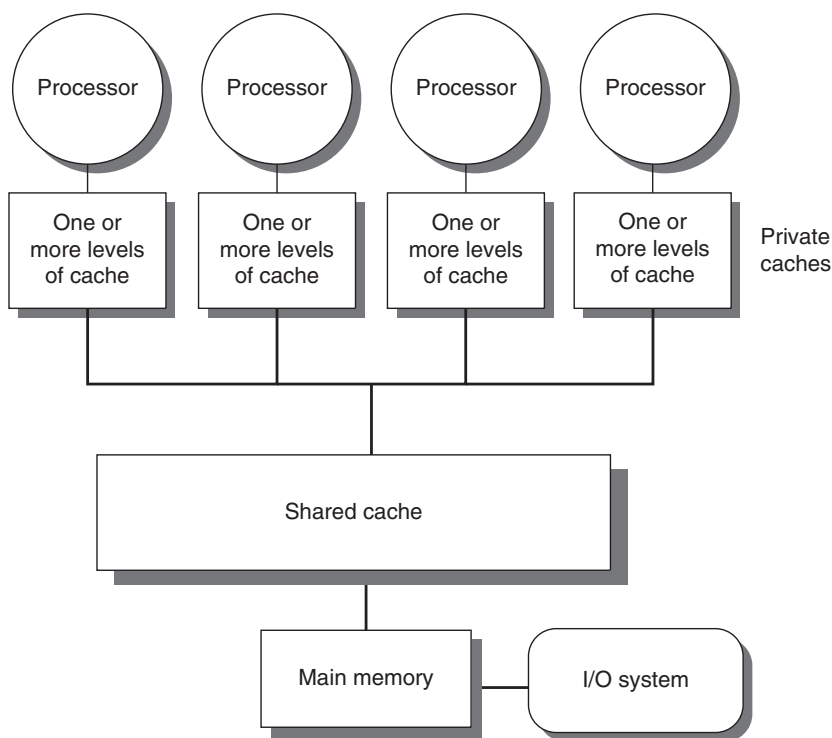 Processor
Processor
Processor
Processor
One or
more levels
of cache
One or
more levels
of cache
One or
more levels
of cache
One or
more levels
of cache
Private
caches
Shared cache
Main memory
I/O system